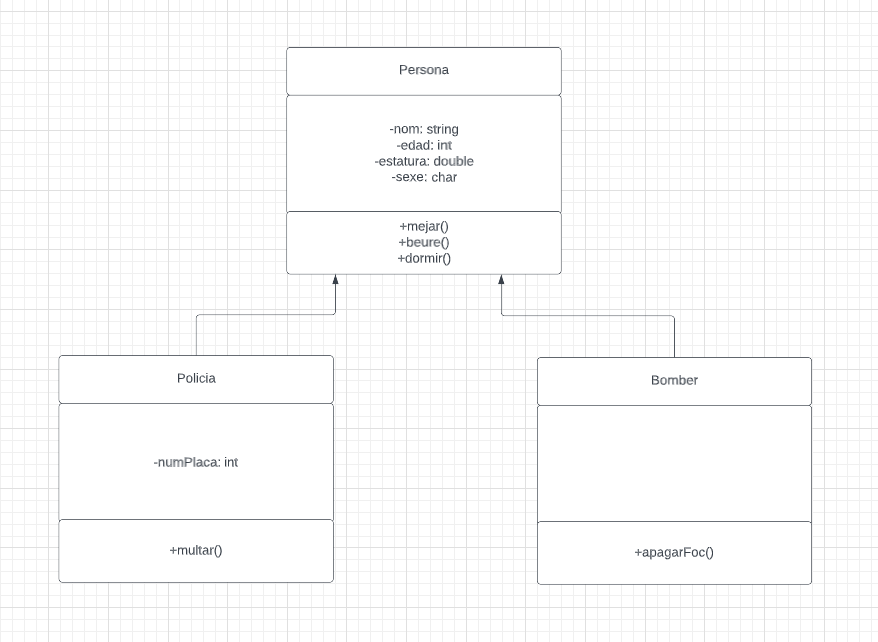 Persona
-nom: string
-edad: int
-estatura: double
-sexe: char
+mejar()
+beure()
+dormir()
Policia
-numPlaca: int
+multar()
Bomber
+apagarFoc()